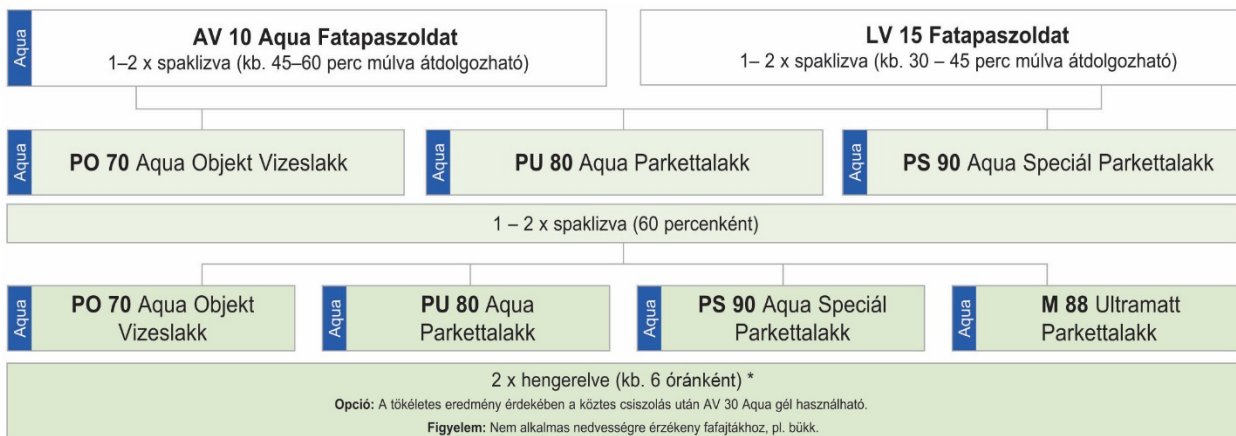 Aqua
AV 10 Aqua Fatapaszoldat
1–2 x spaklizva (kb. 45–60 perc múlva átdolgozható)
LV 15 Fatapaszoldat
1– 2 x spaklizva (kb. 30 – 45 perc múlva átdolgozható)
Aqua
PO 70 Aqua Objekt Vizeslakk
Aqua
PU 80 Aqua Parkettalakk
Aqua
PS 90 Aqua Speciál Parkettalakk
1 – 2 x spaklizva (60 percenként)
Aqua
PO 70 Aqua Objekt
Vizeslakk
Aqua
PU 80 Aqua
Parkettalakk
Aqua
PS 90 Aqua Speciál
Parkettalakk
Aqua
M 88 Ultramatt
Parkettalakk
2 x hengerelve (kb. 6 óránként) *
Opció: A tökéletes eredmény érdekében a köztes csiszolás után AV 30 Aqua gél használható.
Figyelem: Nem alkalmas nedvességre érzékeny fafajtákhoz, pl. bükk.